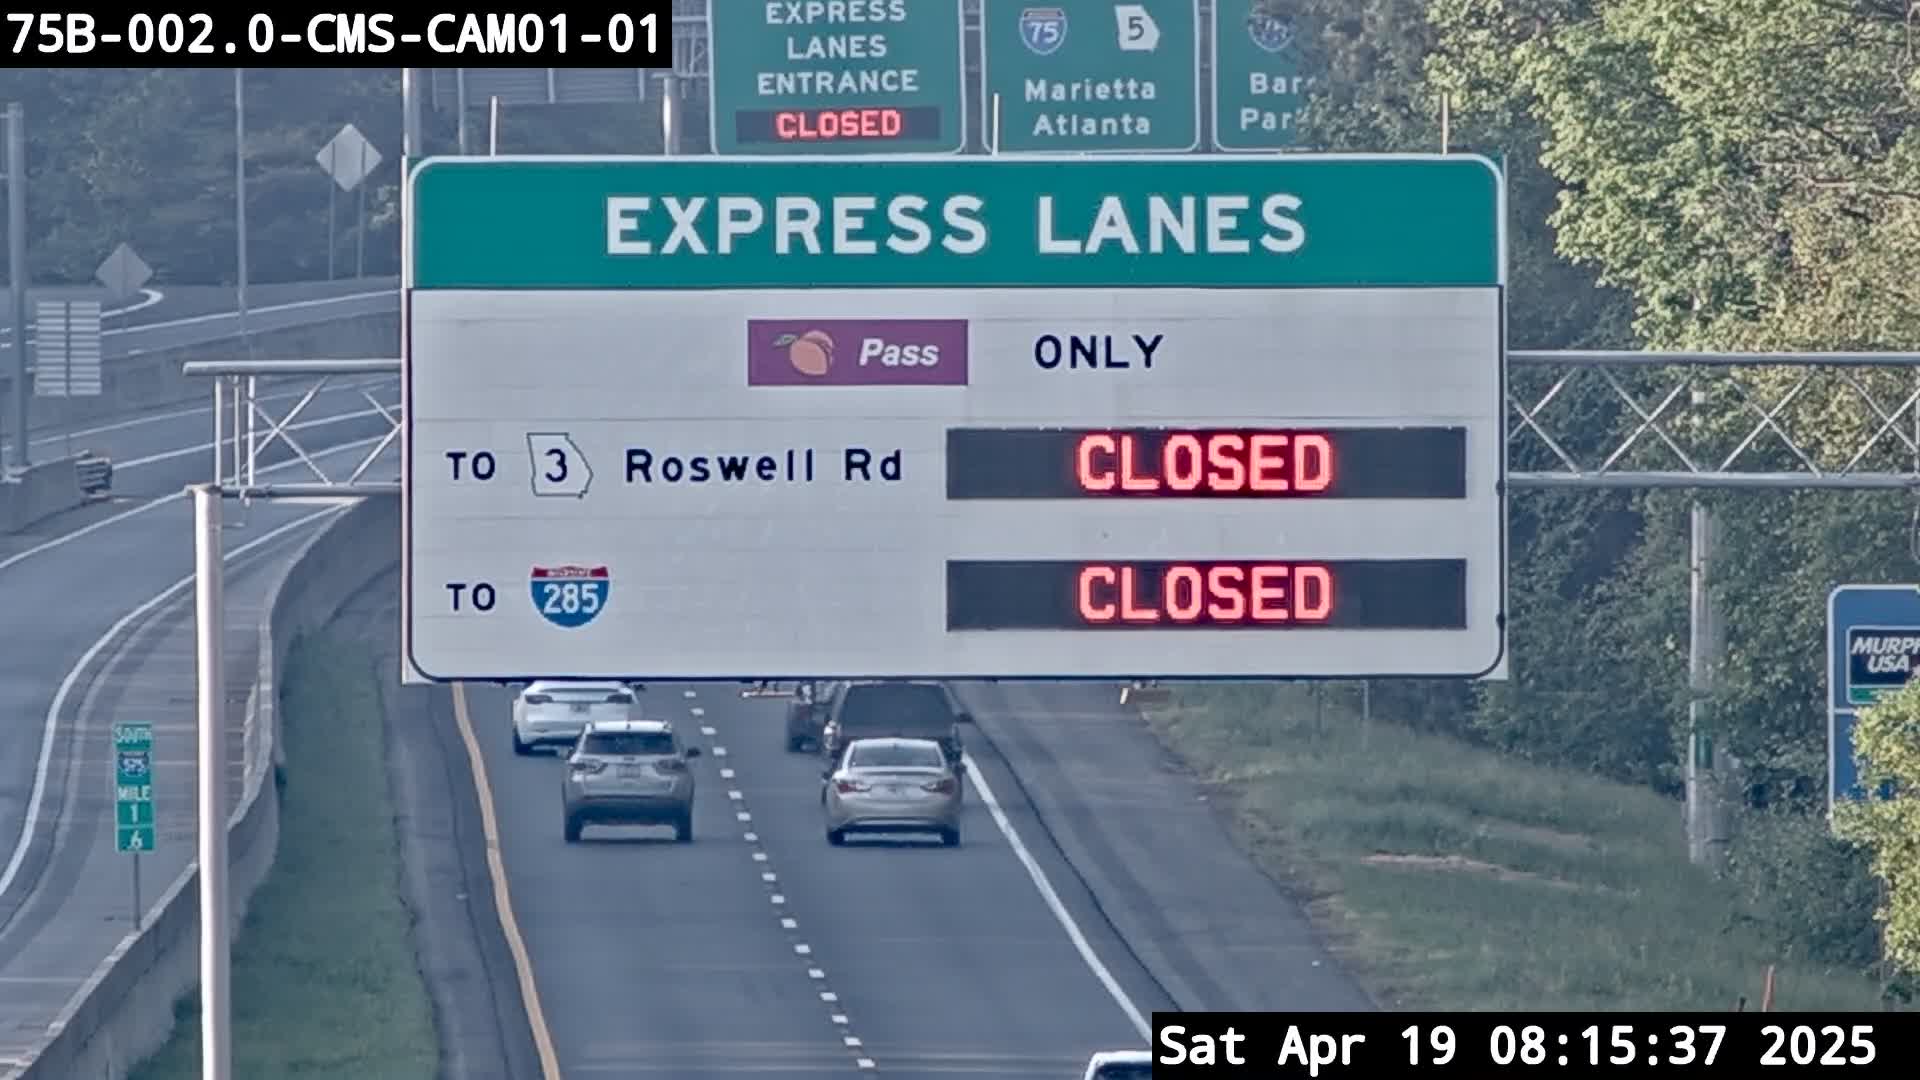 75B-002.0-CMS-CAM01-01
EXPRESS
LANES
ENTRANCE
CLOSED
75 5
Marietta
Atlanta
EXPRESS LANES
Pass ONLY
TO 3 Roswell Rd CLOSED
TO INTERSTATE 285 CLOSED
USA
SOUTH
575
MILE
1
.6
Sat Apr 19 08:15:37 2025